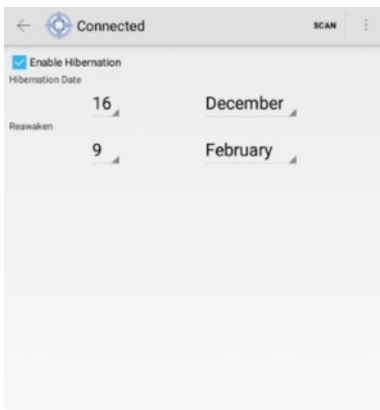 Connected
SCAN
Enable Hibernation
Hibernation Date
16 December
Reawaken
9 February